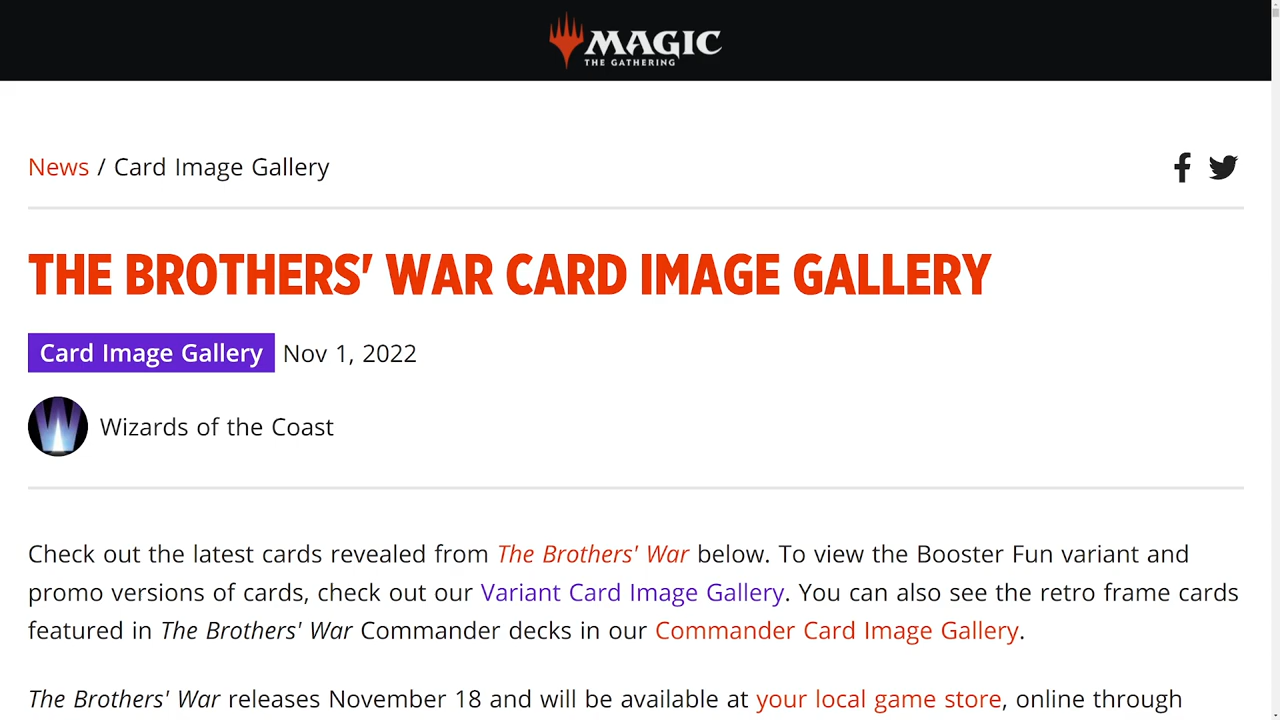 MAGIC
THE GATHERING
News / Card Image Gallery
THE BROTHERS' WAR CARD IMAGE GALLERY
Card Image Gallery Nov 1, 2022
W Wizards of the Coast
Check out the latest cards revealed from The Brothers' War below. To view the Booster Fun variant and
promo versions of cards, check out our Variant Card Image Gallery. You can also see the retro frame cards
featured in The Brothers' War Commander decks in our Commander Card Image Gallery.
The Brothers' War releases November 18 and will be available at your local game store, online through